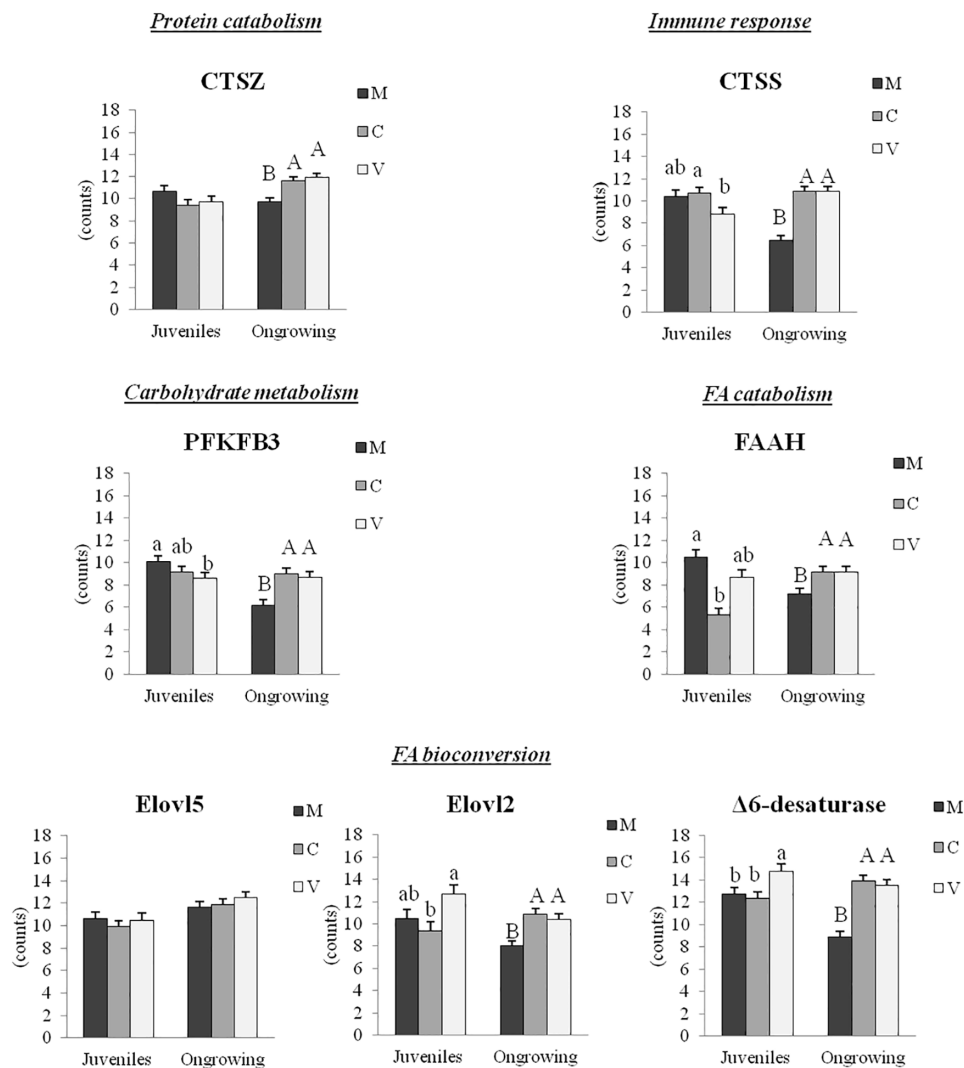 Protein catabolism
CTSZ
M
C
V
(counts)
18
16
14
12
10
8
6
4
2
0
B A A
Juveniles Ongrowing
Immune response
CTSS
M
C
V
(counts)
18
16
14
12
10
8
6
4
2
0
ab a b B A A
Juveniles Ongrowing
Carbohydrate metabolism
PFKFB3
M
C
V
(counts)
18
16
14
12
10
8
6
4
2
0
a ab b B A A
Juveniles Ongrowing
FA catabolism
FAAH
M
C
V
(counts)
18
16
14
12
10
8
6
4
2
0
a b ab B A A
Juveniles Ongrowing
FA bioconversion
Elovl5
M
C
V
(counts)
18
16
14
12
10
8
6
4
2
0
Juveniles Ongrowing
Elovl2
M
C
V
(counts)
18
16
14
12
10
8
6
4
2
0
ab b a B A A
Juveniles Ongrowing
Δ6-desaturase
M
C
V
(counts)
18
16
14
12
10
8
6
4
2
0
b b a B A A
Juveniles Ongrowing